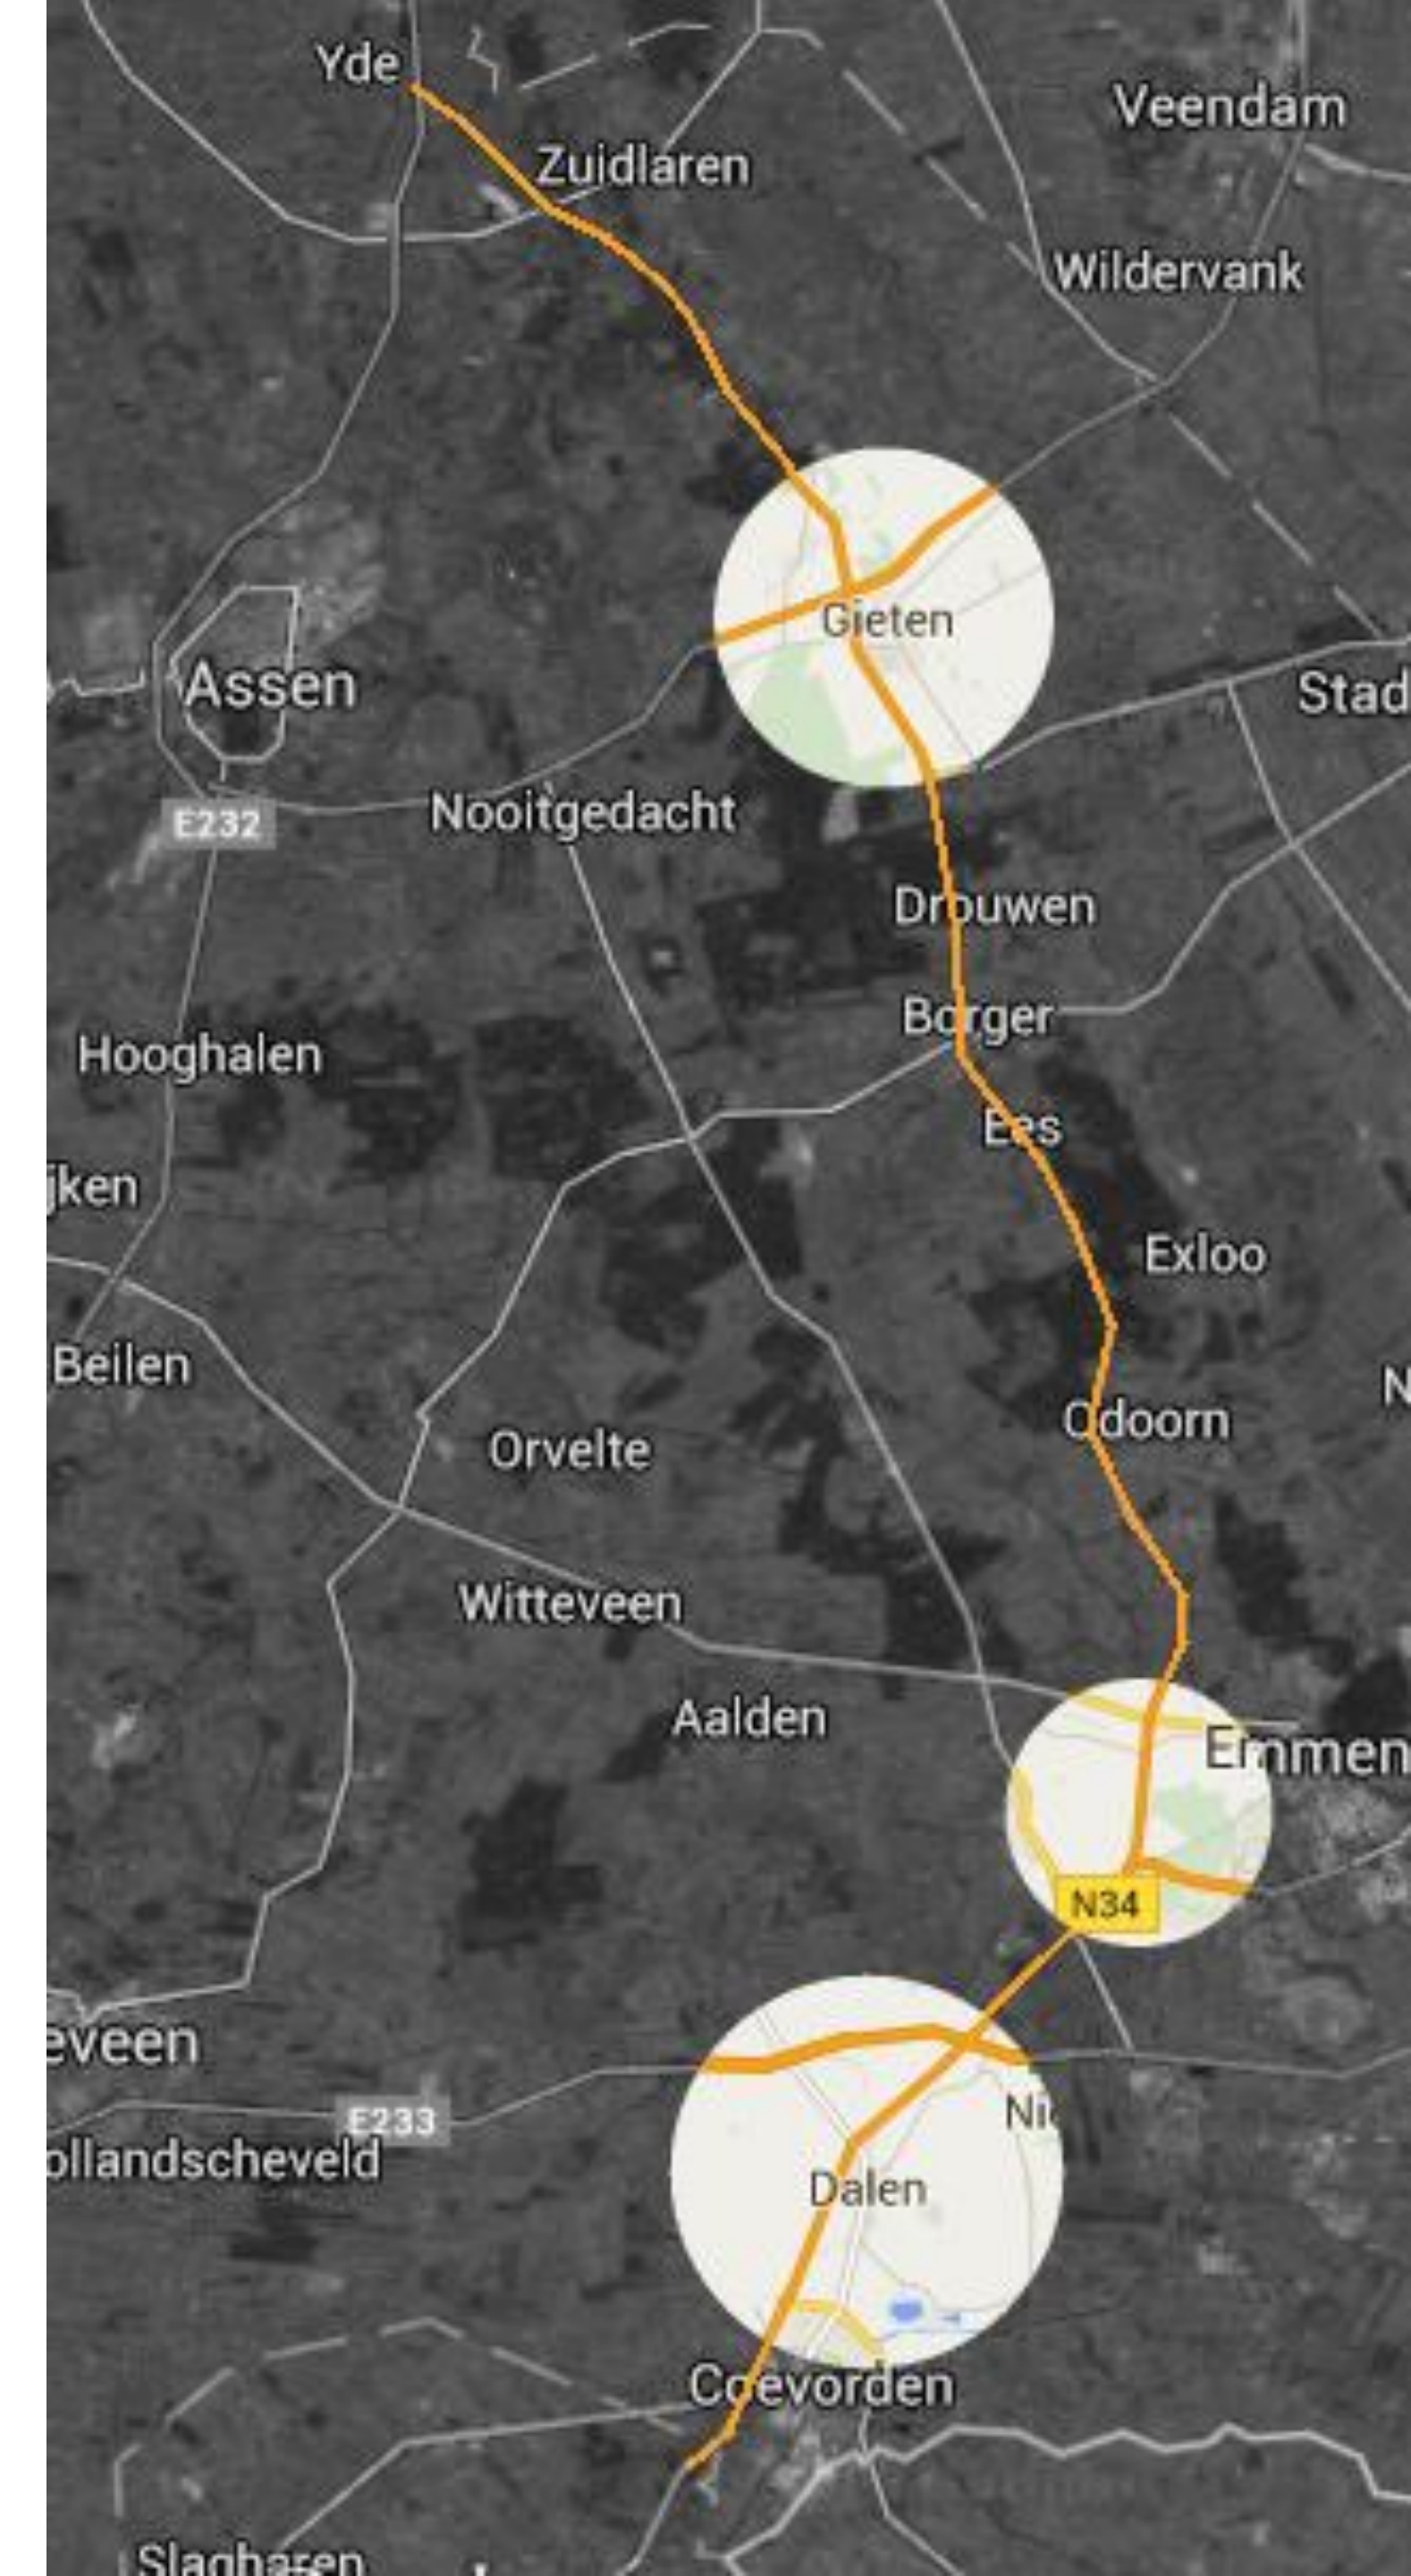 Yde
Veendam
Zuidlaren
Wildervank
Gieten
Assen
Stad
Nooitgedacht
E232
Drouwen
Borger
Hooghalen
Ees
jken
Exloo
Beilen
N
Odoorn
Orvelte
Witteveen
Aalden
Emmen
N34
eveen
Nie
E233
ollandscheveld
Dalen
Coevorden
Slagharen